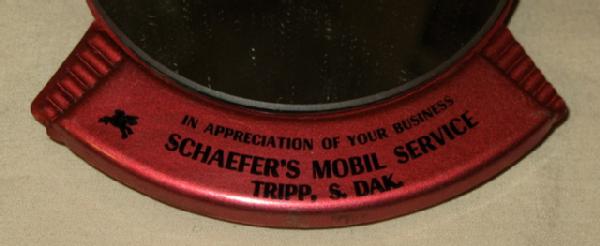 IN APPRECIATION OF YOUR BUSINESS
SCHAEFER'S MOBIL SERVICE
TRIPP, S. DAK.